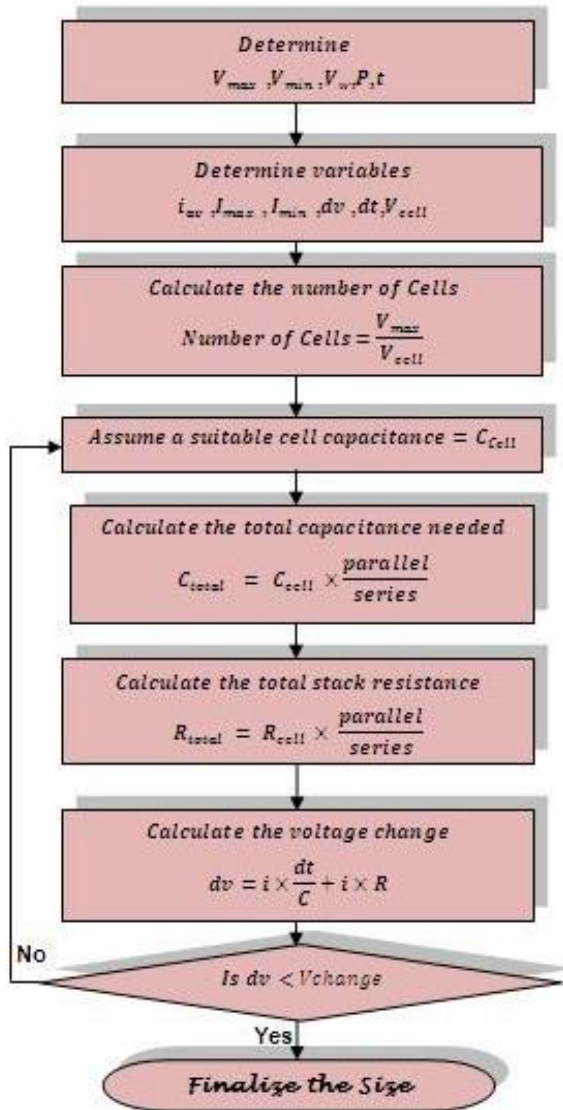 Determine
V_max ,V_min,V_w,P,t
Determine variables
i_av ,I_max ,I_min ,dv ,dt,V_cell
Calculate the number of Cells
Number of Cells = V_max / V_cell
Assume a suitable cell capacitance = C_Cell
Calculate the total capacitance needed
C_total = C_cell × parallel / series
Calculate the total stack resistance
R_total = R_cell × parallel / series
Calculate the voltage change
dv = i × dt / C + i × R
No
Is dv < Vchange
Yes
Finalize the Size